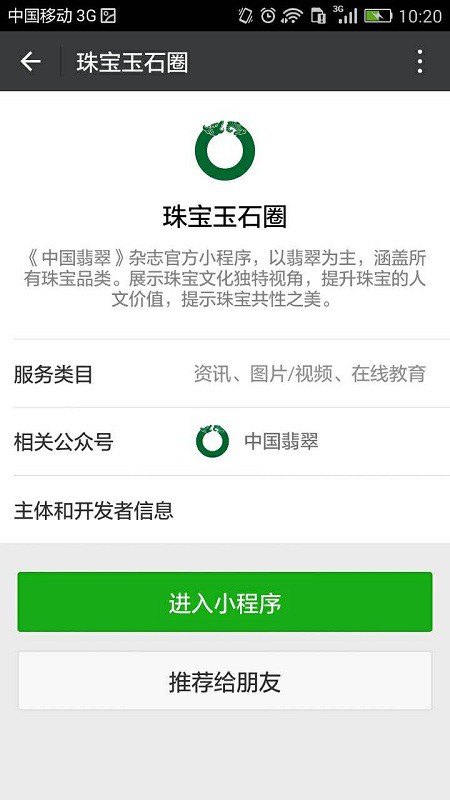 中国移动 3G 3G 10:20
珠宝玉石圈
珠宝玉石圈
《中国翡翠》杂志官方小程序，以翡翠为主，涵盖所
有珠宝品类。展示珠宝文化独特视角，提升珠宝的人
文价值，提示珠宝共性之美。
服务类目 资讯、图片/视频、在线教育
相关公众号 中国翡翠
主体和开发者信息
进入小程序
推荐给朋友